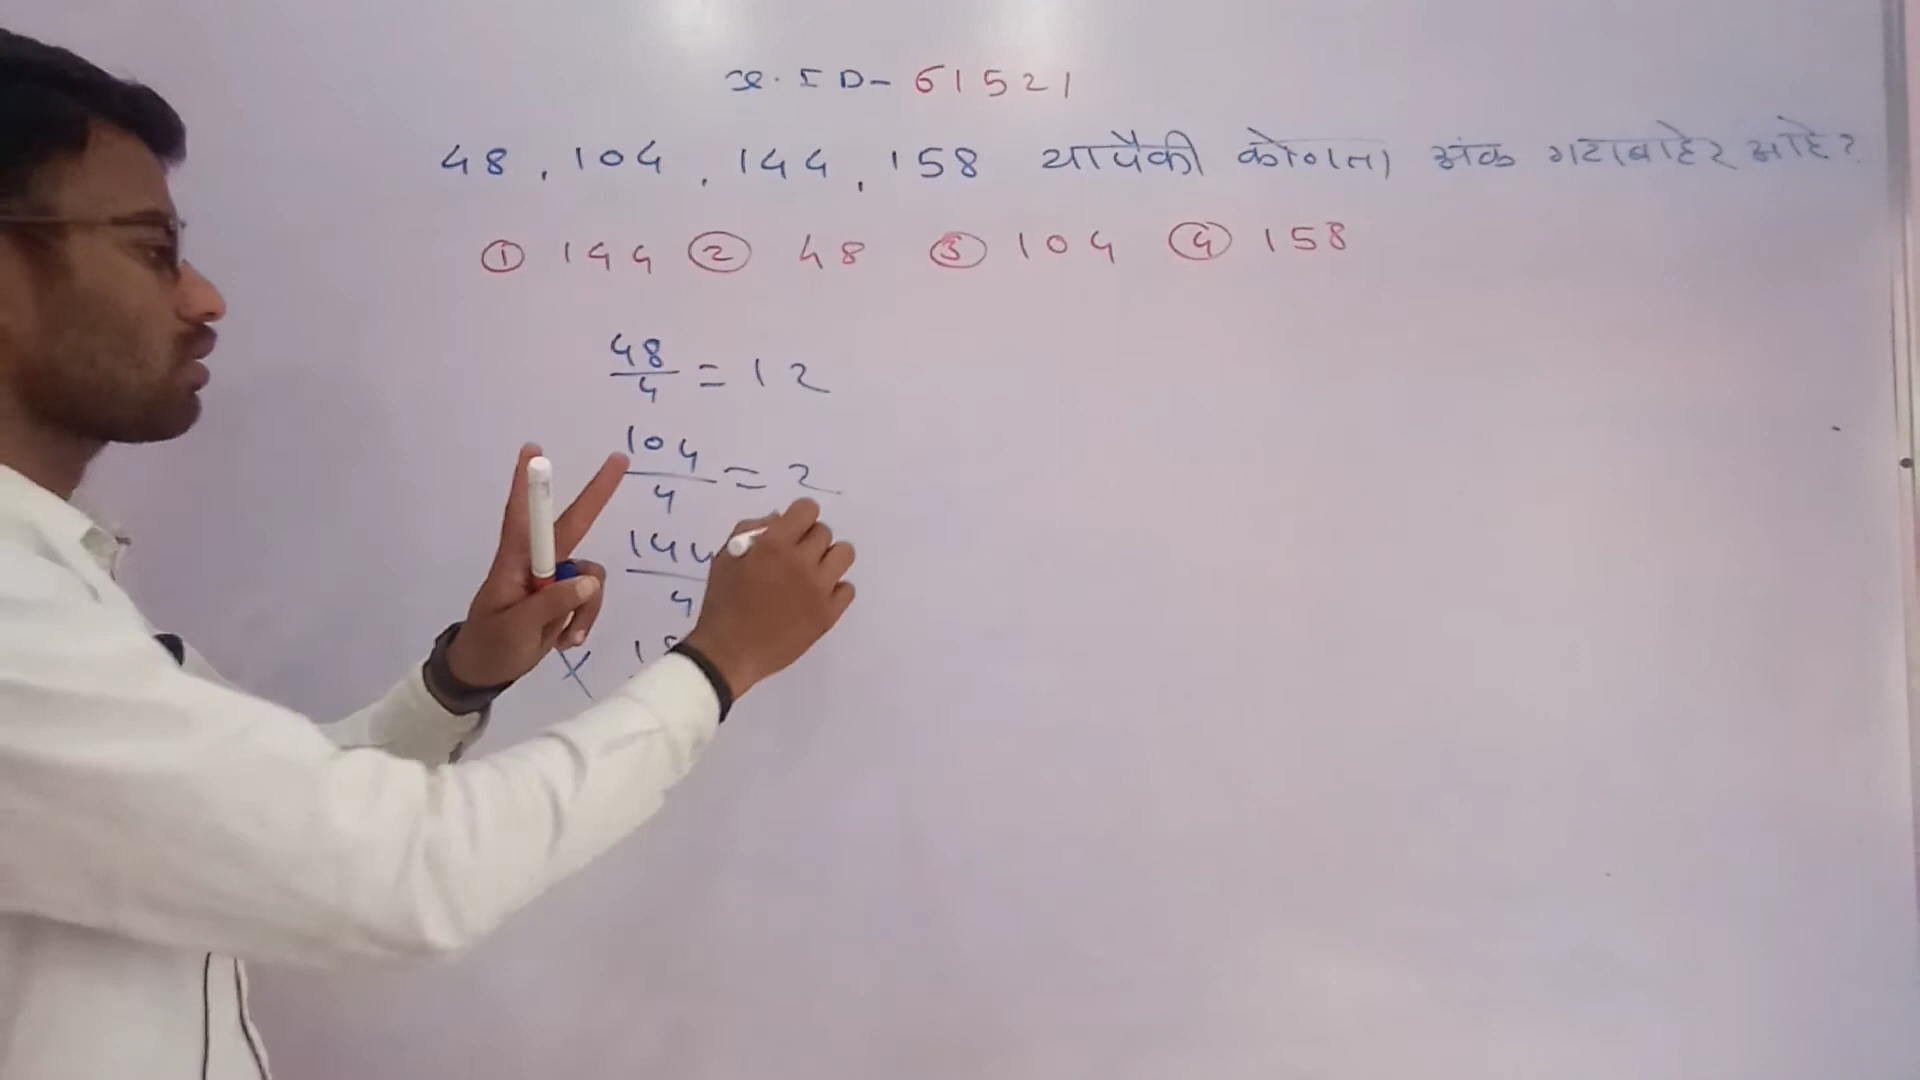 प्र. ID- 61521
48, 104, 144, 158 यापैकी कोणता अंक गटाबाहेर आहे?
① 144 ② 48 ③ 104 ④ 158
48/4 = 12
104/4 = 2
144/4